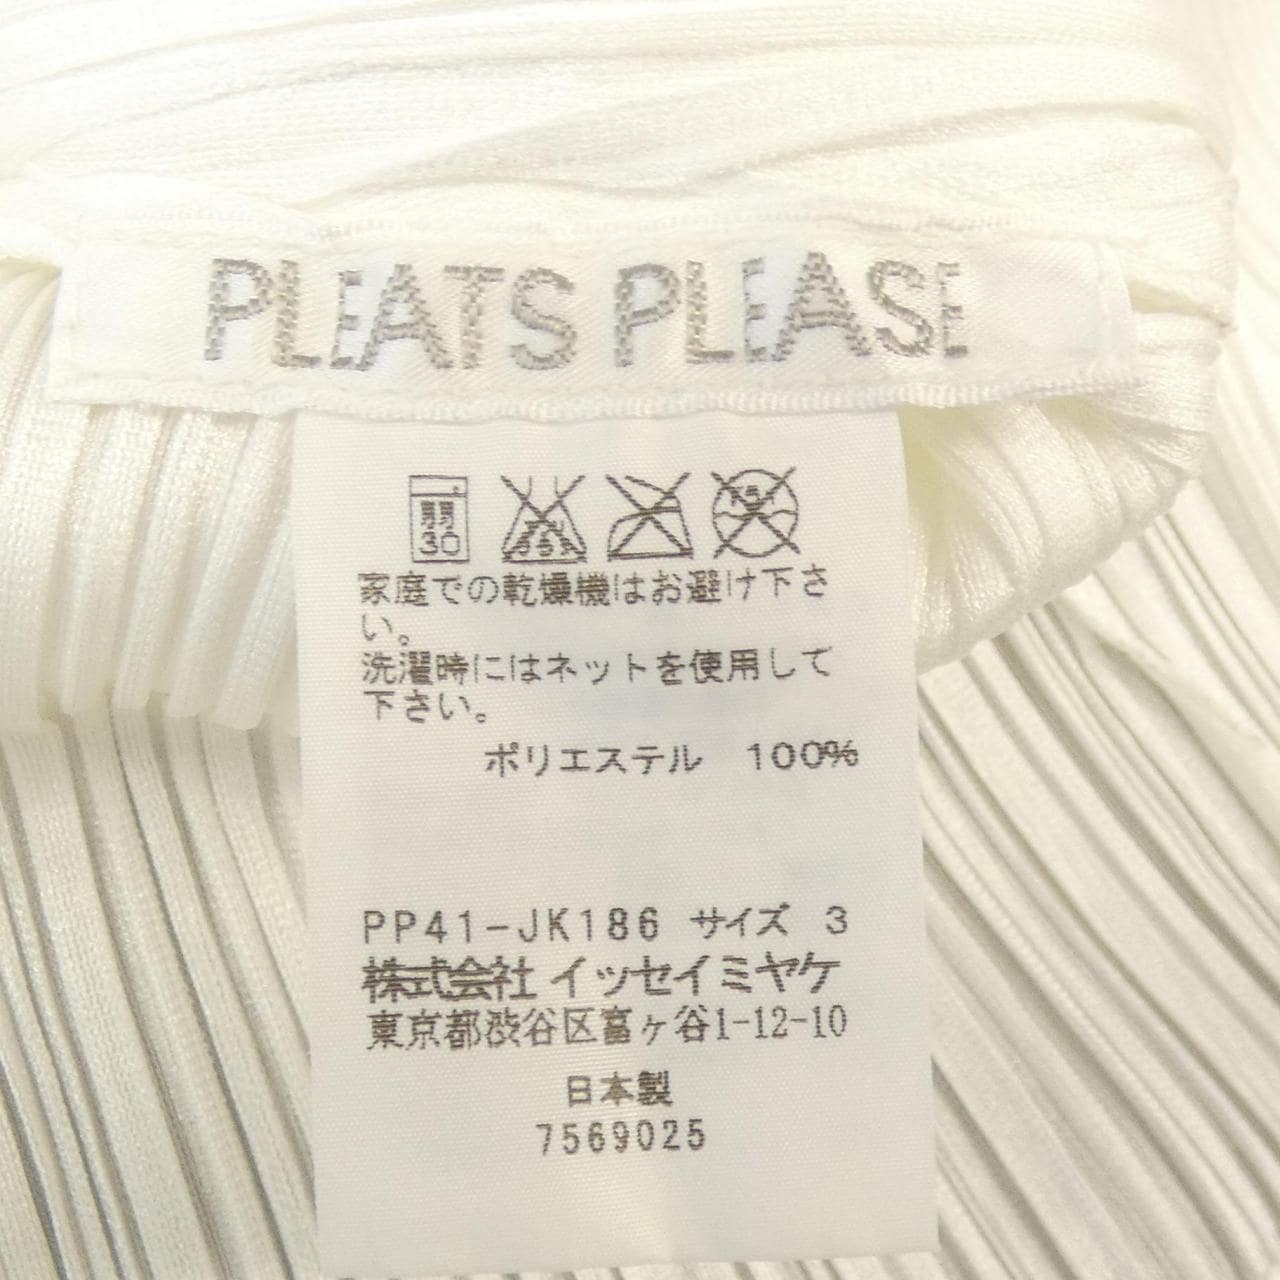 PLEATS PLEASE
弱
30
家庭での乾燥機はお避け下さ
い。
洗濯時にはネットを使用して
下さい。
ポリエステル 100%
PP41-JK186 サイズ 3
株式会社 イッセイミヤケ
東京都渋谷区富ヶ谷1-12-10
日本製
7569025